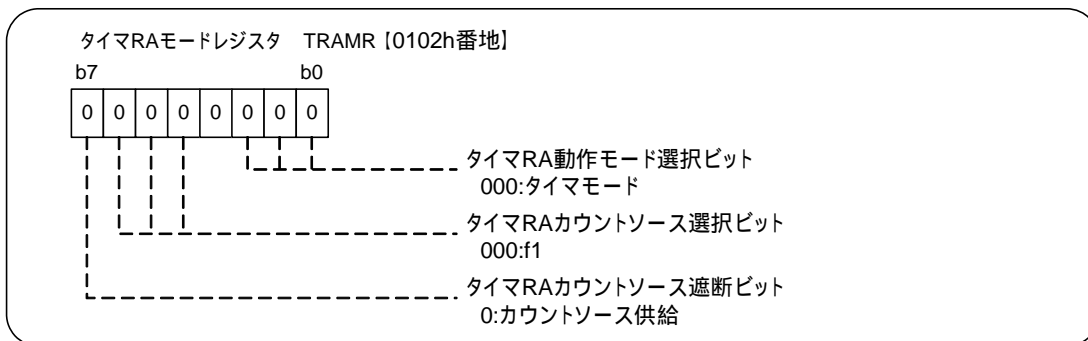 タイマRAモードレジスタ　TRAMR【0102h番地】
b7 b0
0 0 0 0 0 0 0 0
タイマRA動作モード選択ビット
000:タイマモード
タイマRAカウントソース選択ビット
000:f1
タイマRAカウントソース遮断ビット
0:カウントソース供給